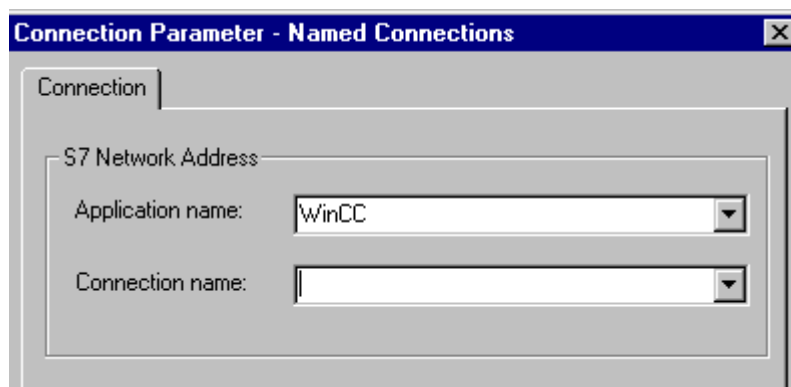 Connection Parameter - Named Connections
Connection
S7 Network Address
Application name: WinCC
Connection name: